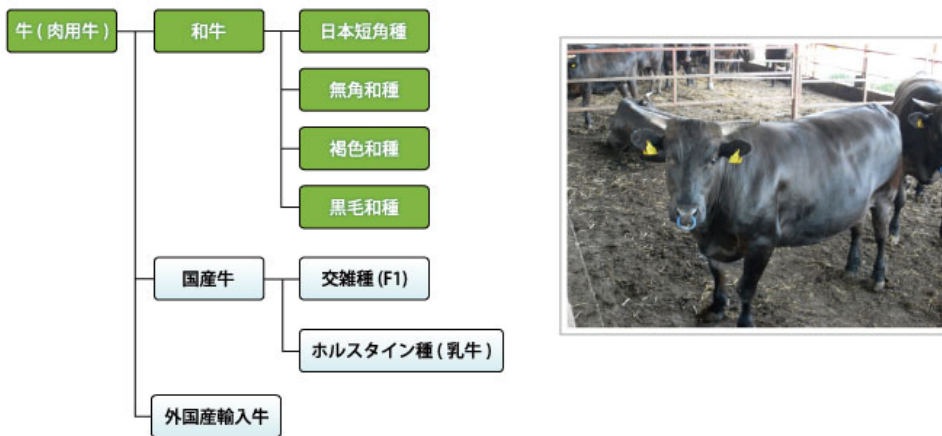 牛 ( 肉用牛 )
和牛
日本短角種
無角和種
褐色和種
黒毛和種
国産牛
交雑種 (F1)
ホルスタイン種 ( 乳牛 )
外国産輸入牛